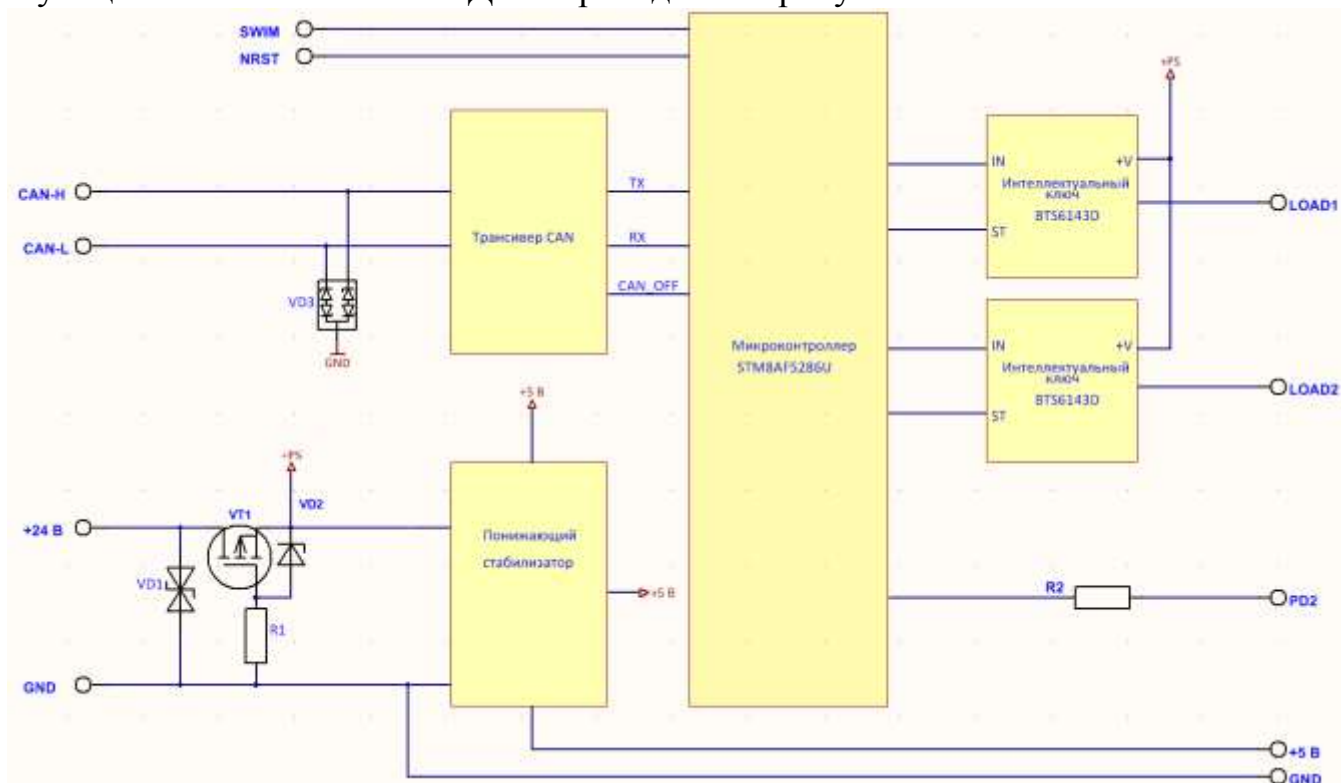 SWIM
NRST
+PS
IN
+V
Интеллектуальный
ключ
BTS6143D
ST
LOAD1
CAN-H
CAN-L
TX
RX
CAN_OFF
Трансивер CAN
VD3
GND
Микроконтроллер
STM8AF5286U
IN
+V
Интеллектуальный
ключ
BTS6143D
ST
LOAD2
+5 В
+PS
VT1
VD2
+24 В
VD1
R1
Понижающий
стабилизатор
+5 В
R2
PD2
GND
+5 В
GND